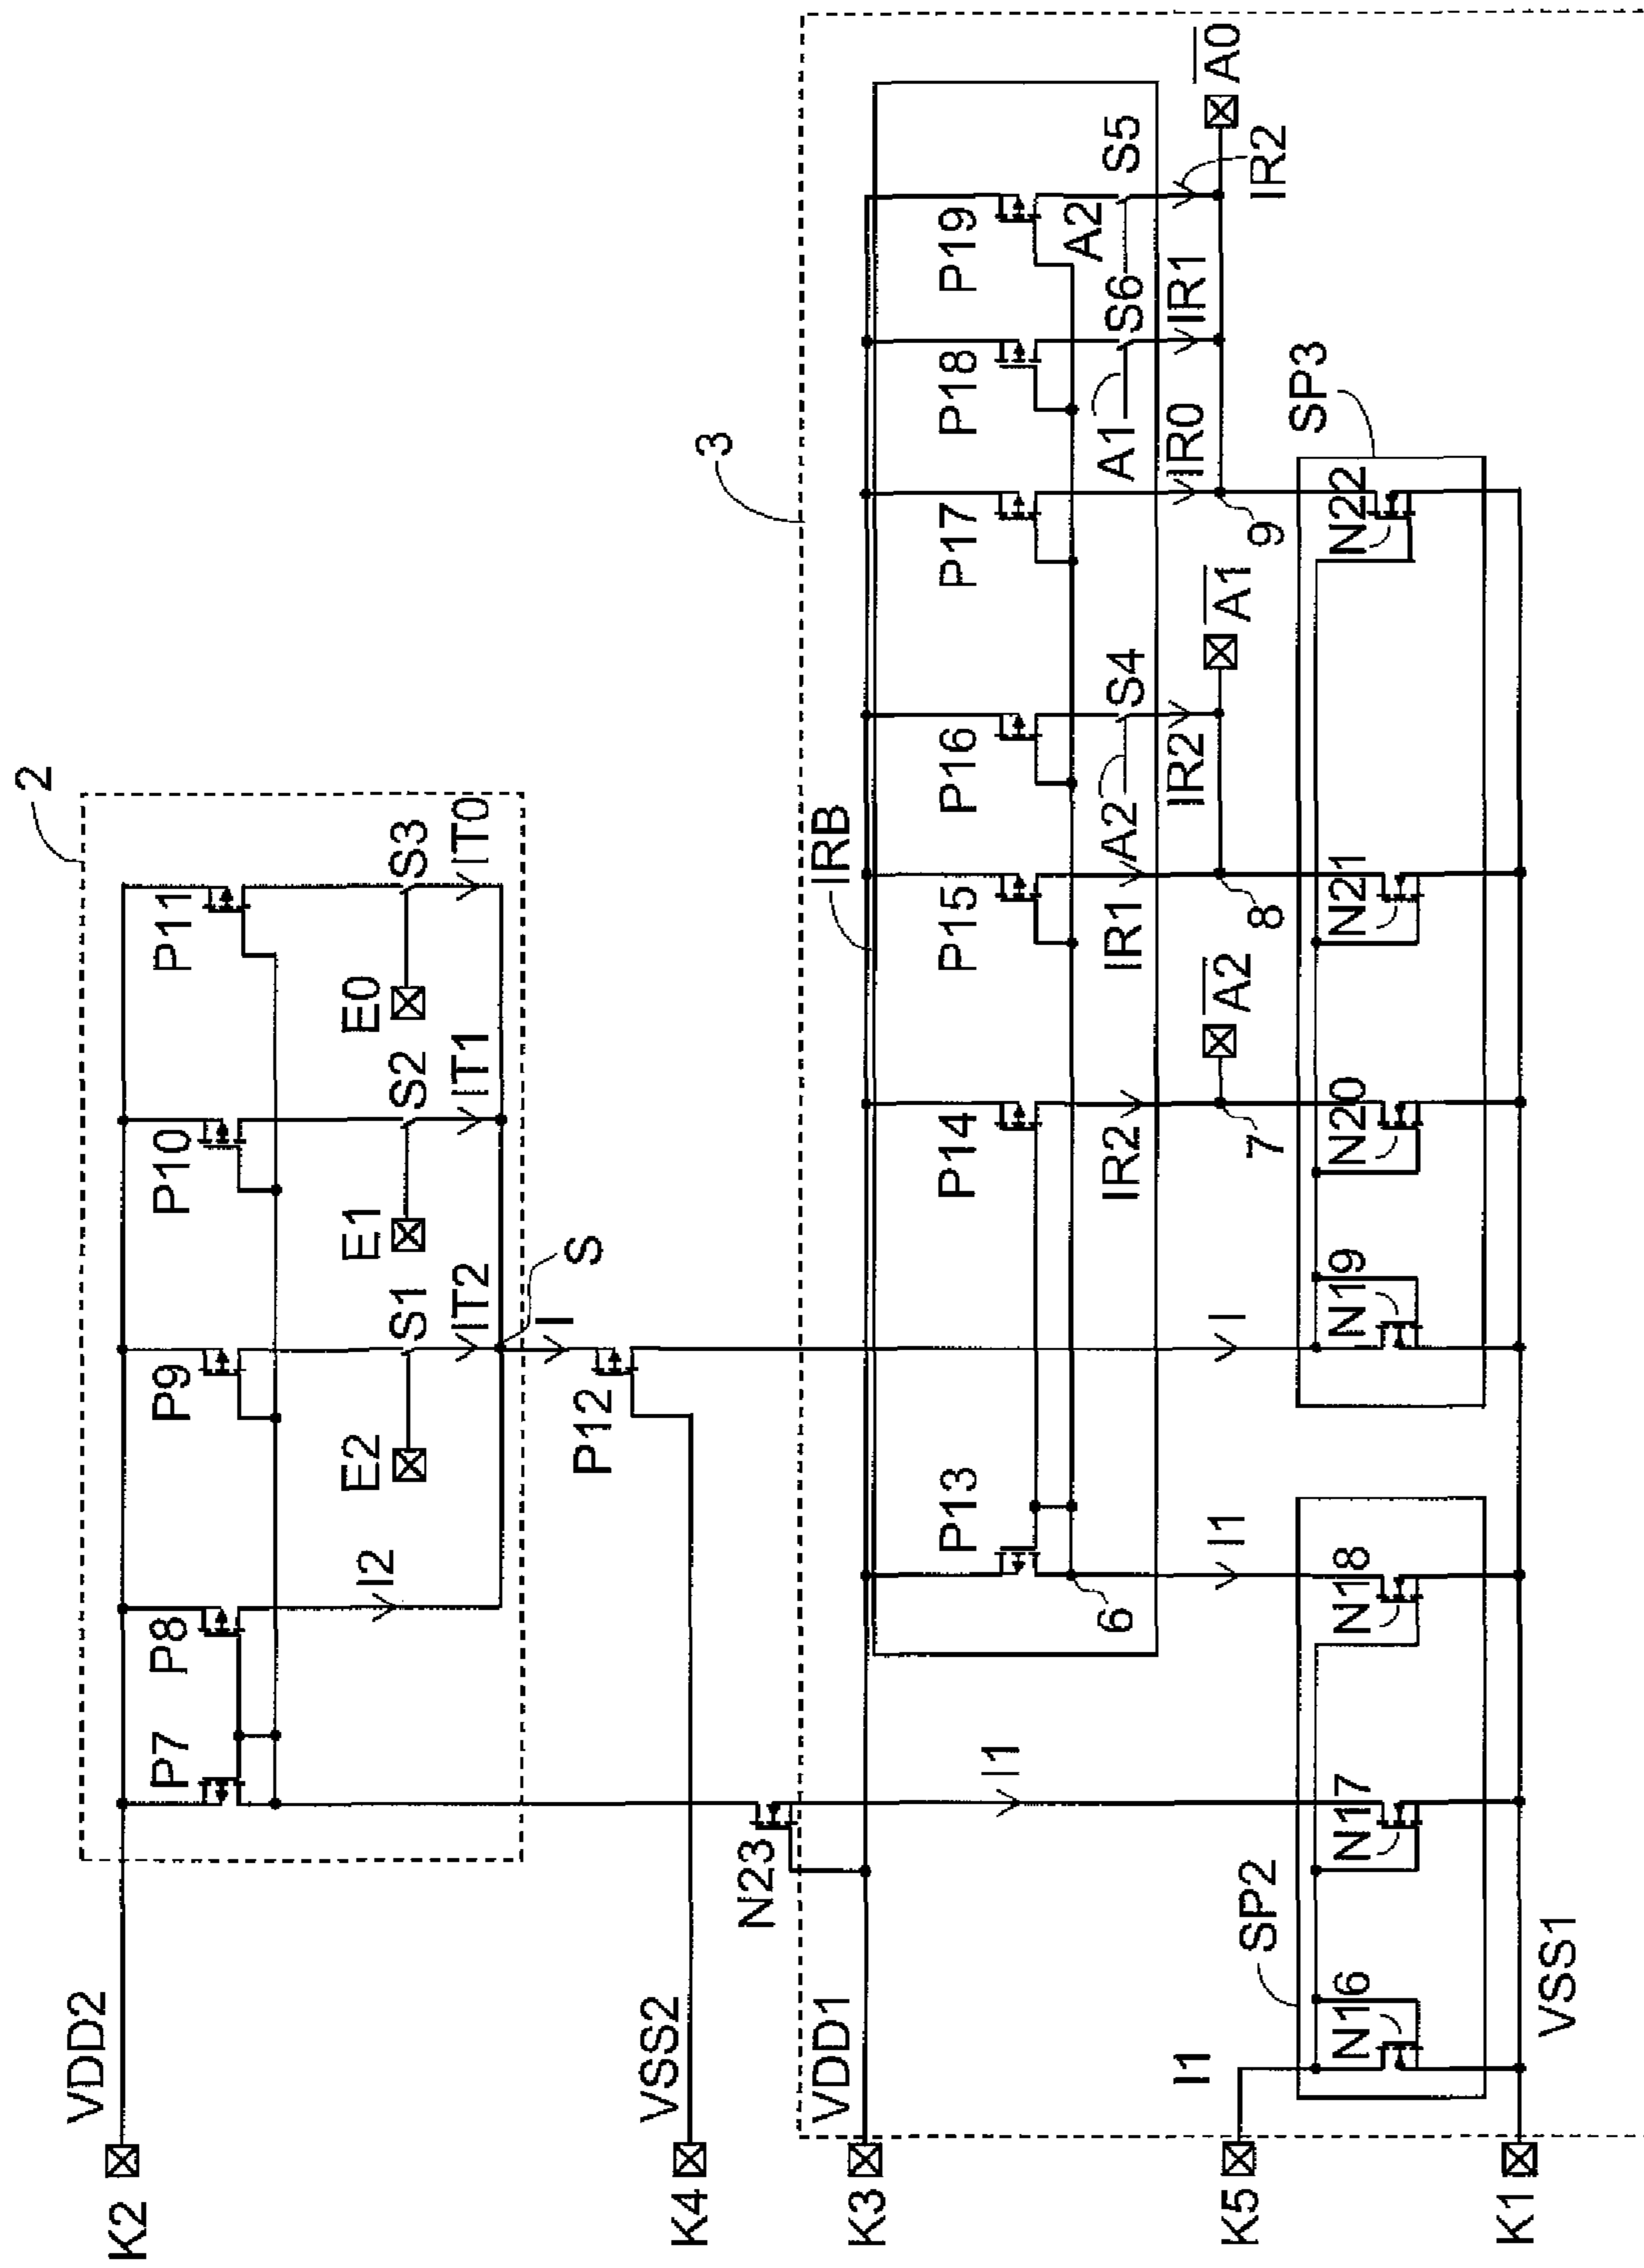 2
VDD2
K2
P7
P8
P9
P10
P11
I2
E2
S1
E1
S2
E0
S3
IT2
IT1
IT0
S
I
P12
VSS2
K4
N23
3
VDD1
K3
IRB
P13
P14
P15
P16
P17
P18
P19
I1
6
I1
I
IR2
IR1
A2
S4
IR2
A1
S6
A2
S5
IR0
IR1
IR2
7
A̅2̅
8
A̅1̅
9
A̅0̅
I1
K5
SP2
SP3
N16
N17
N18
N19
N20
N21
N22
K1
VSS1